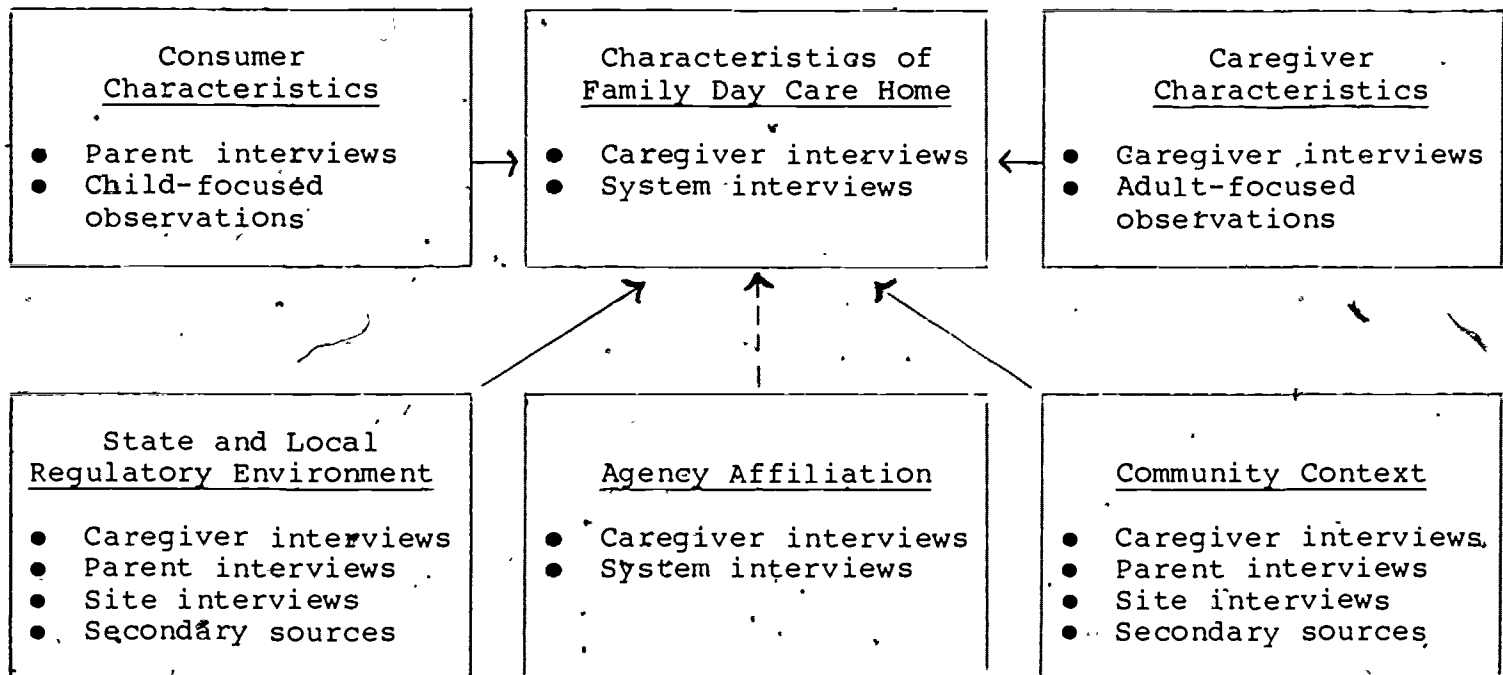 Consumer
Characteristics
● Parent interviews
● Child-focused
observations
Characteristics of
Family Day Care Home
● Caregiver interviews
● System interviews
Caregiver
Characteristics
● Caregiver interviews
● Adult-focused
observations
State and Local
Regulatory Environment
● Caregiver interviews
● Parent interviews
● Site interviews
● Secondary sources
Agency Affiliation
● Caregiver interviews
● System interviews
Community Context
● Caregiver interviews
● Parent interviews
● Site interviews
● Secondary sources